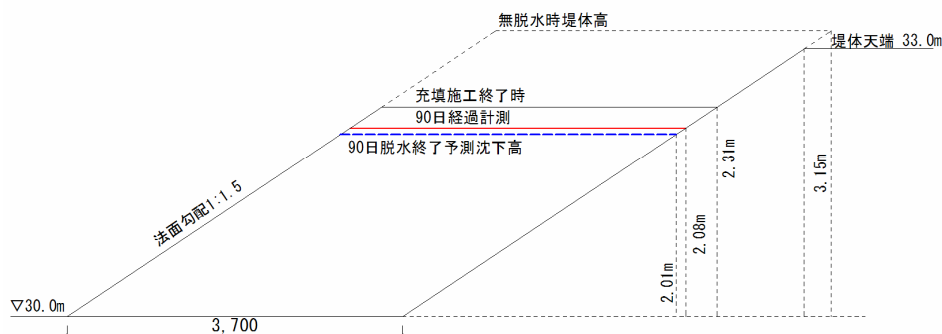 無脱水時堤体高
堤体天端 33.0m
充填施工終了時
90日経過計測
90日脱水終了予測沈下高
法面勾配1:1.5
2.01m
2.08m
2.31m
3.15m
▽30.0m
3,700